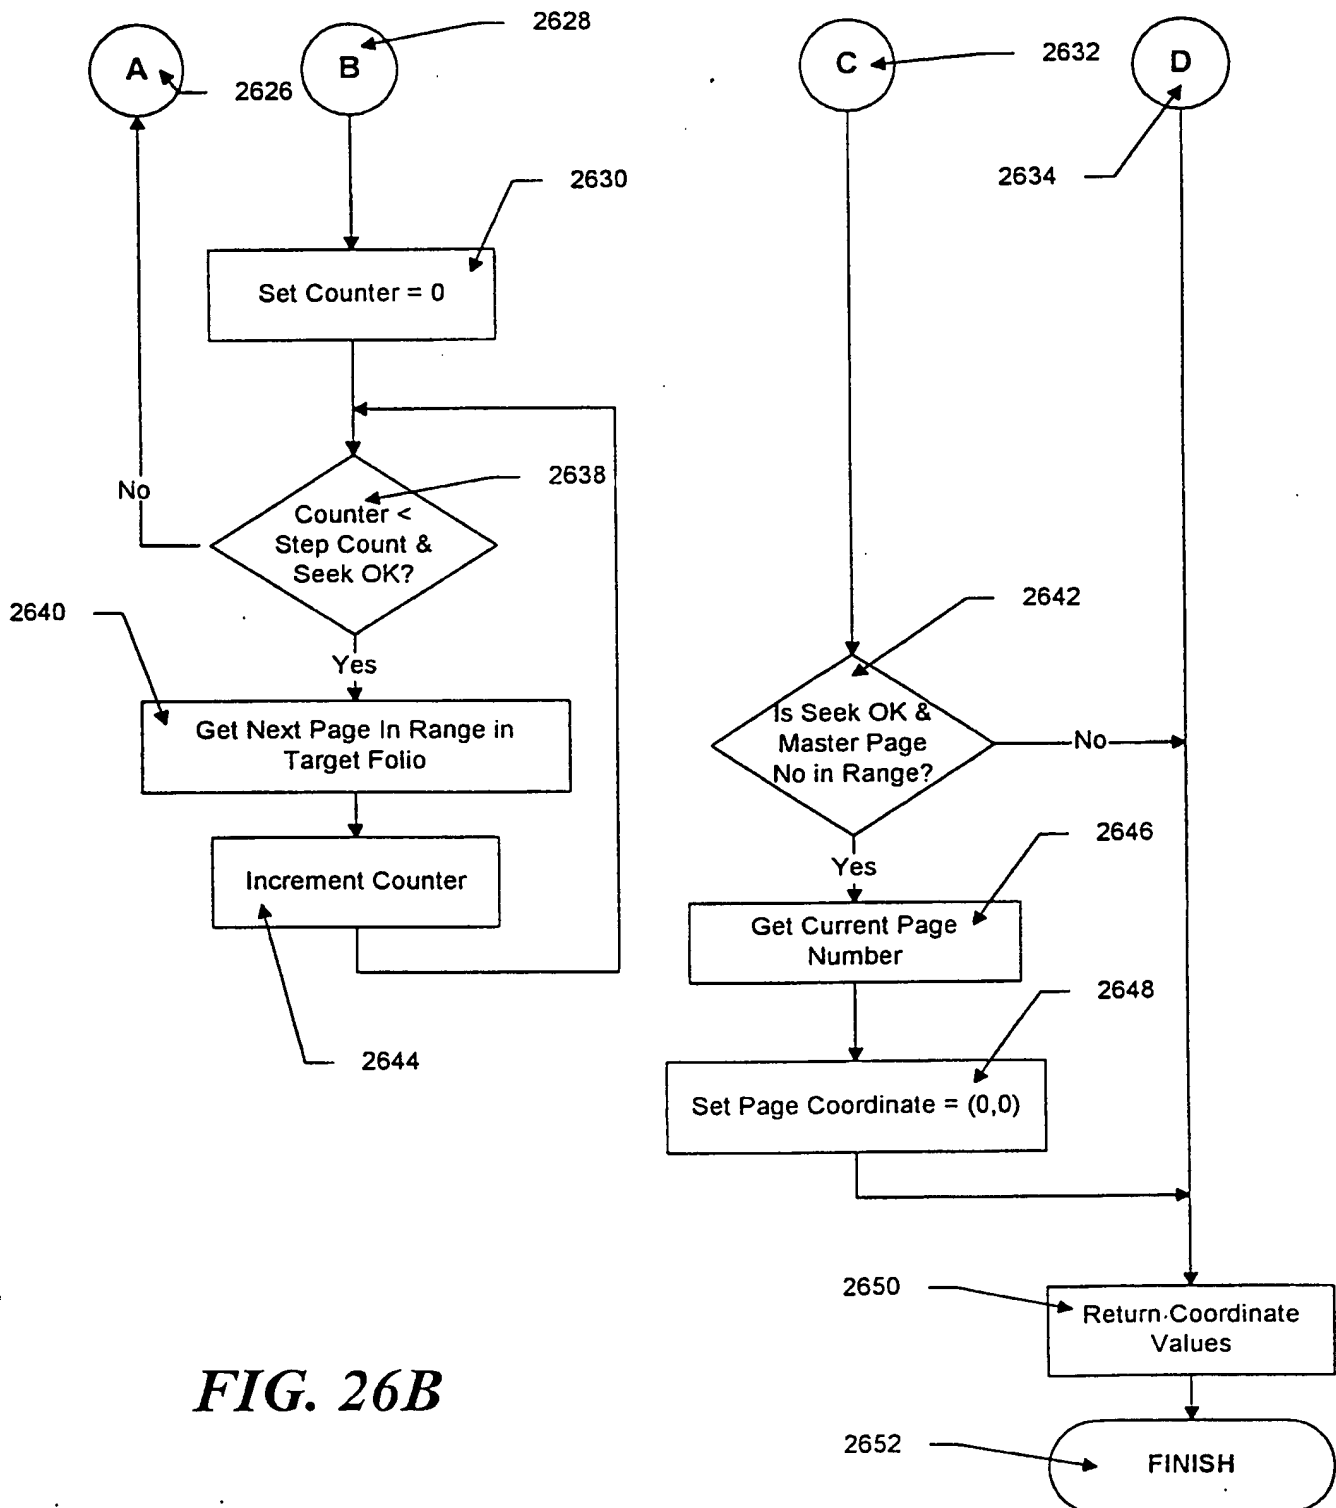 A
2626
B
2628
C
2632
D
2634
2630
Set Counter = 0
No
2638
Counter <
Step Count &
Seek OK?
2640
Yes
Get Next Page In Range in
Target Folio
Increment Counter
2644
2642
Is Seek OK &
Master Page
No in Range?
No
Yes
2646
Get Current Page
Number
2648
Set Page Coordinate = (0,0)
2650
Return Coordinate
Values
2652
FINISH
FIG. 26B